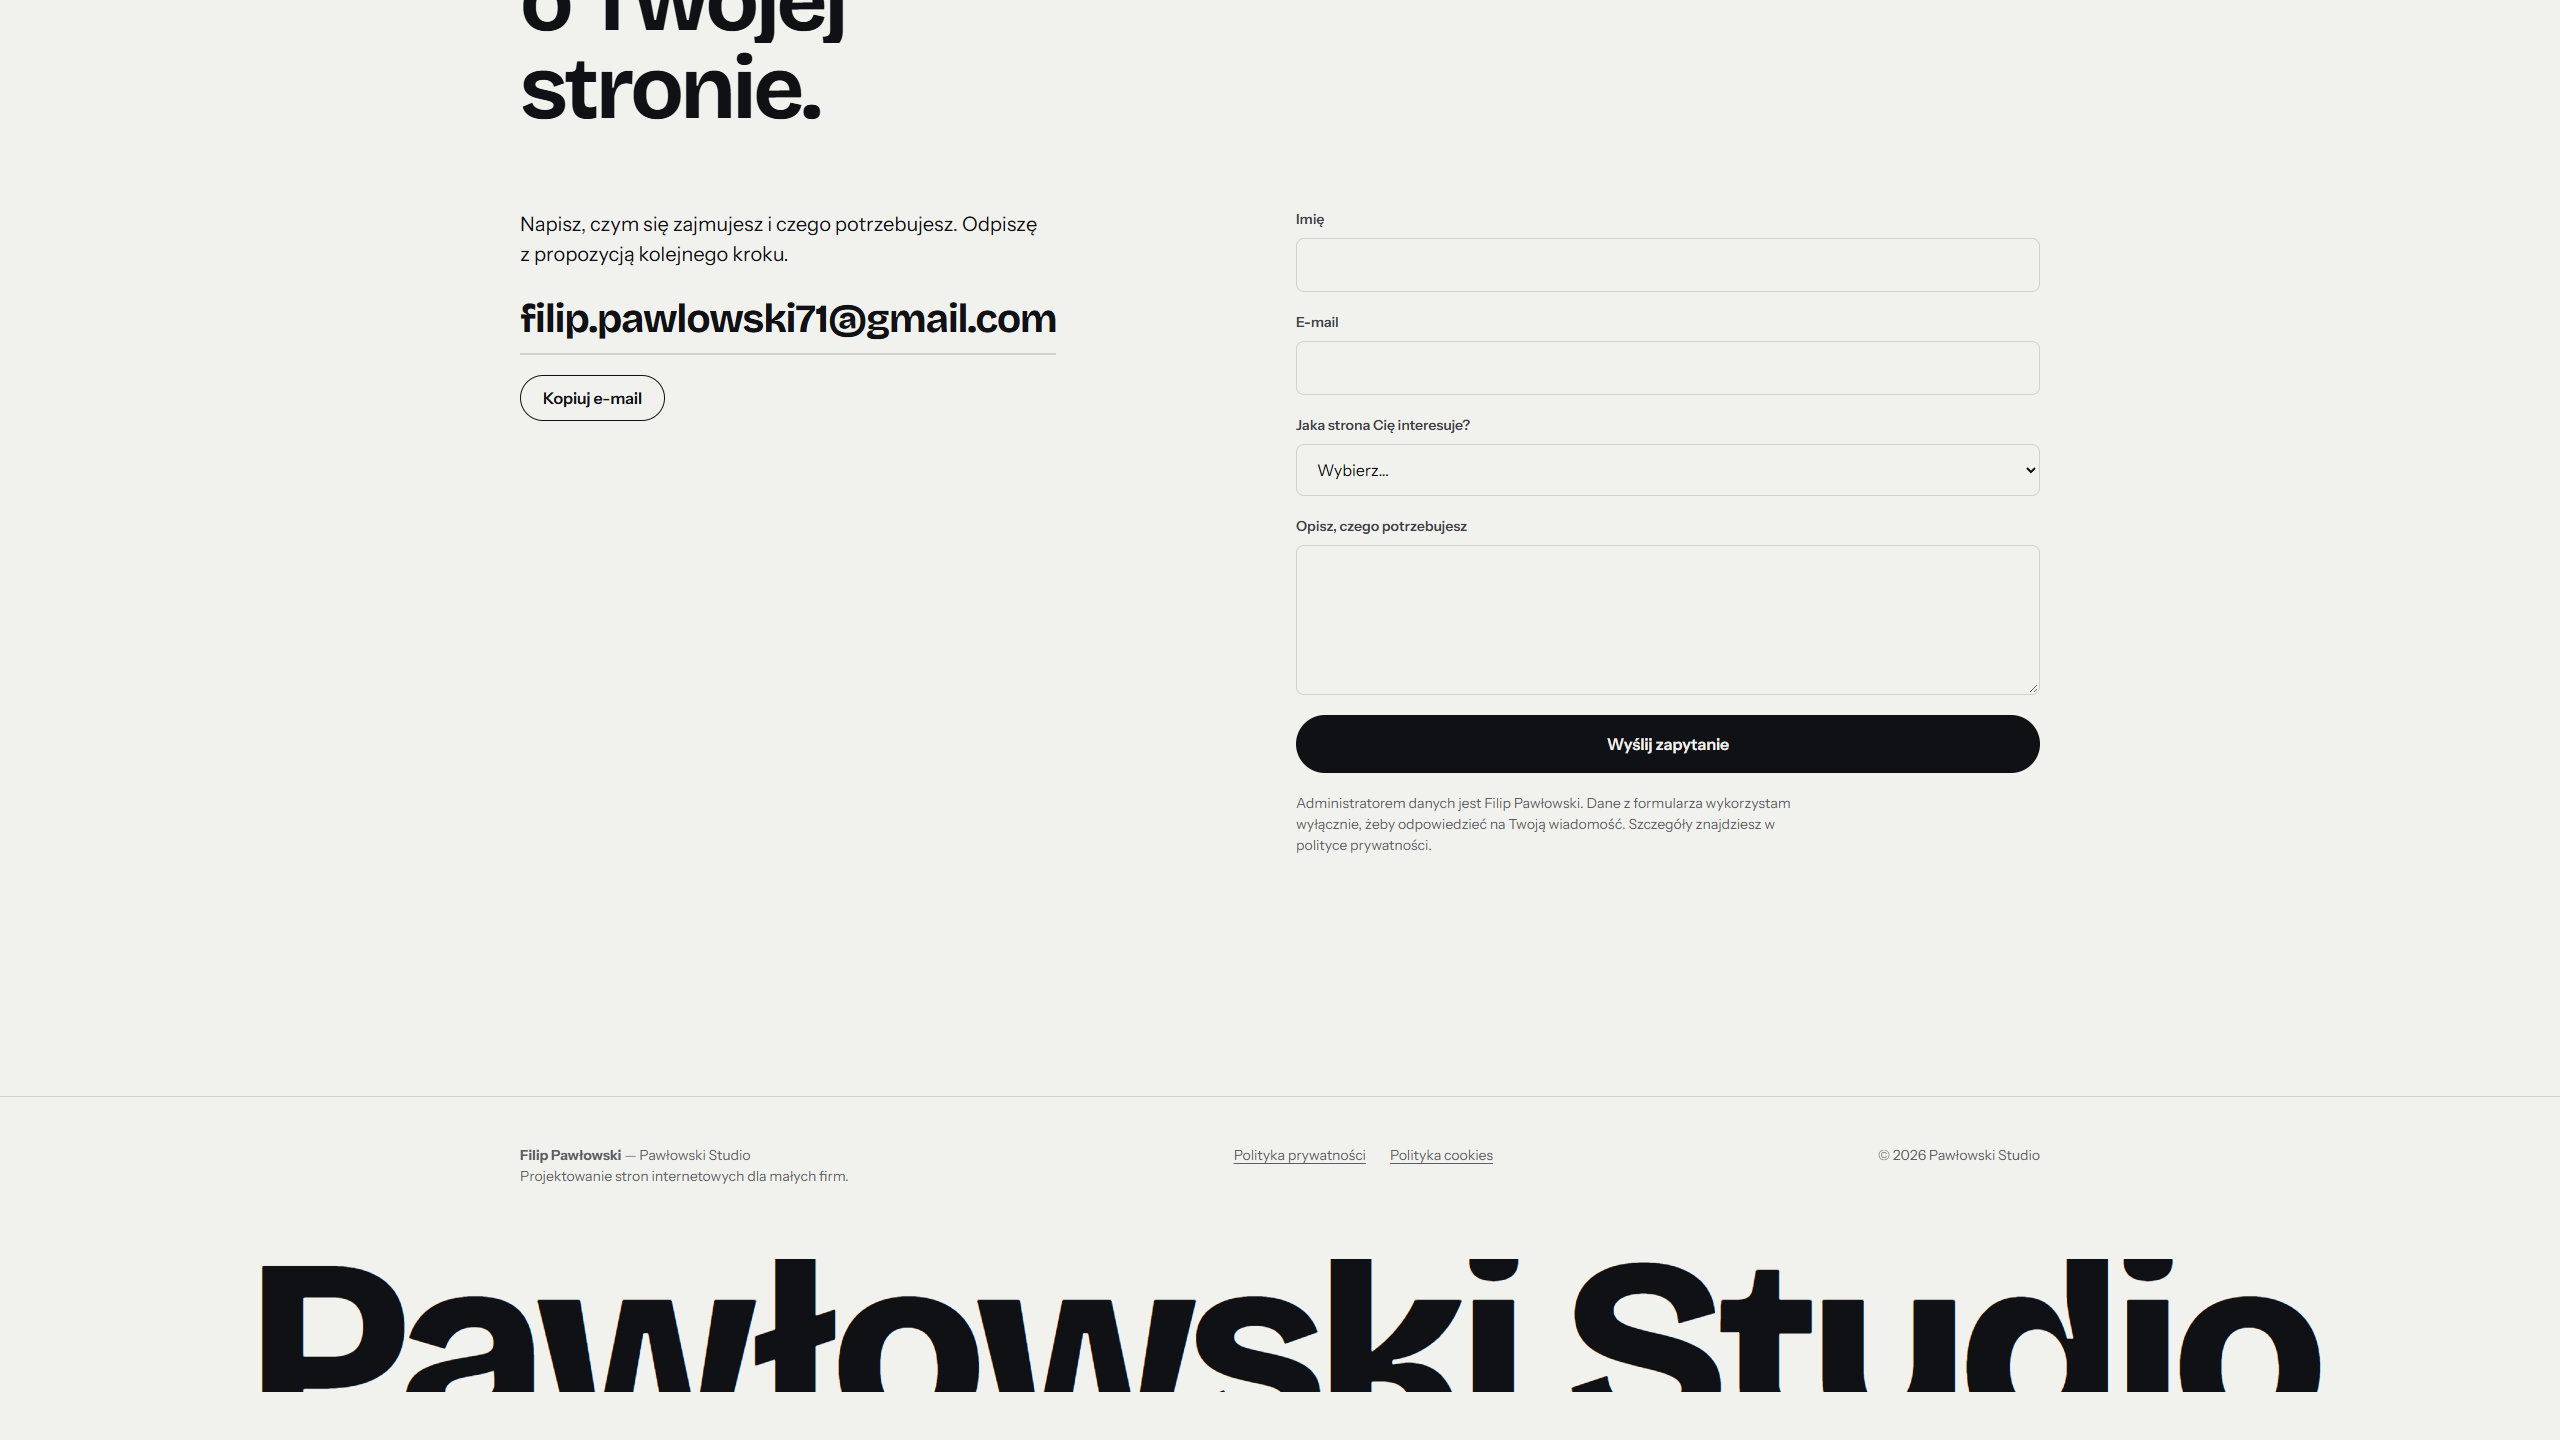 o Twojej
stronie.
Napisz, czym się zajmujesz i czego potrzebujesz. Odpiszę
z propozycją kolejnego kroku.
filip.pawlowski71@gmail.com
Kopiuj e-mail
Imię
E-mail
Jaka strona Cię interesuje?
Wybierz...
Opisz, czego potrzebujesz
Wyślij zapytanie
Administratorem danych jest Filip Pawłowski. Dane z formularza wykorzystam
wyłącznie, żeby odpowiedzieć na Twoją wiadomość. Szczegóły znajdziesz w
polityce prywatności.
Filip Pawłowski — Pawłowski Studio
Projektowanie stron internetowych dla małych firm.
Polityka prywatności
Polityka cookies
© 2026 Pawłowski Studio
Pawłowski Studio